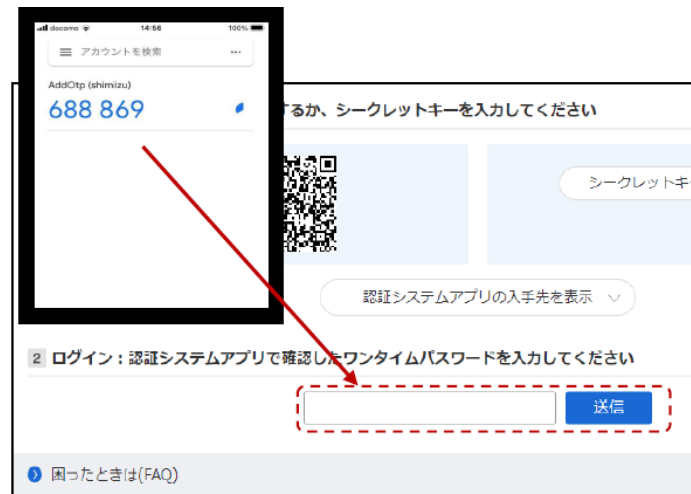 docomo 14:56 100%
アカウントを検索
AddOtp (shimizu)
688 869
するか、シークレットキーを入力してください
シークレットキ
認証システムアプリの入手先を表示
2 ログイン：認証システムアプリで確認したワンタイムパスワードを入力してください
送信
困ったときは(FAQ)